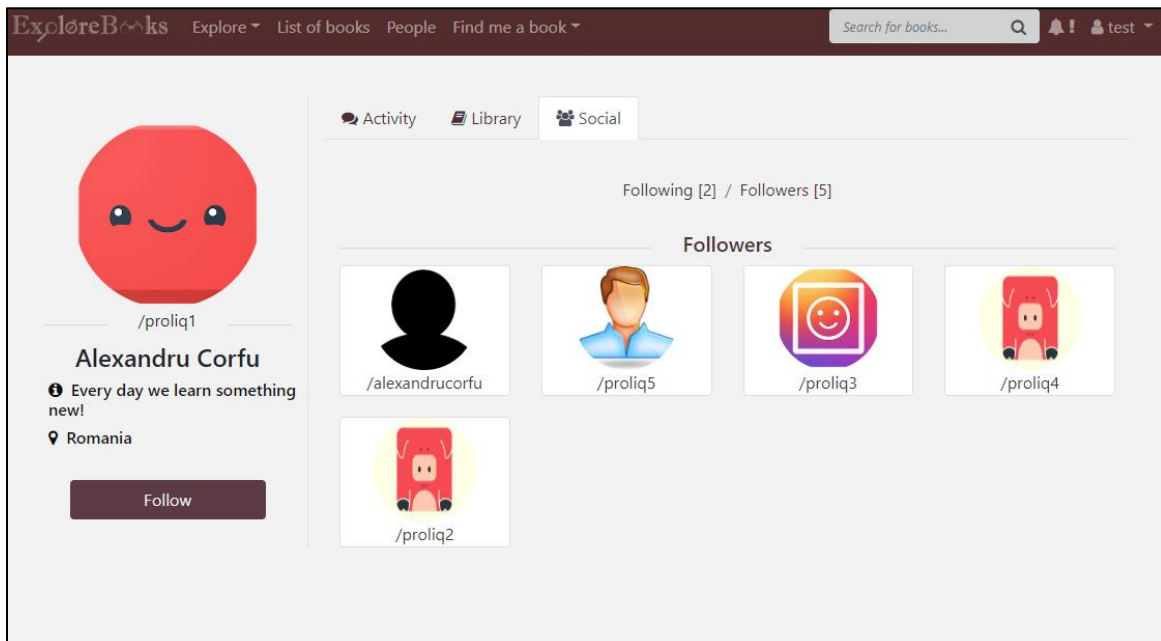 ExploreBooks Explore List of books People Find me a book Search for books... ! test
Activity Library Social
Following [2] / Followers [5]
Followers
/alexandrucorfu /proliq5 /proliq3 /proliq4
/proliq2
/proliq1
Alexandru Corfu
Every day we learn something
new!
Romania
Follow